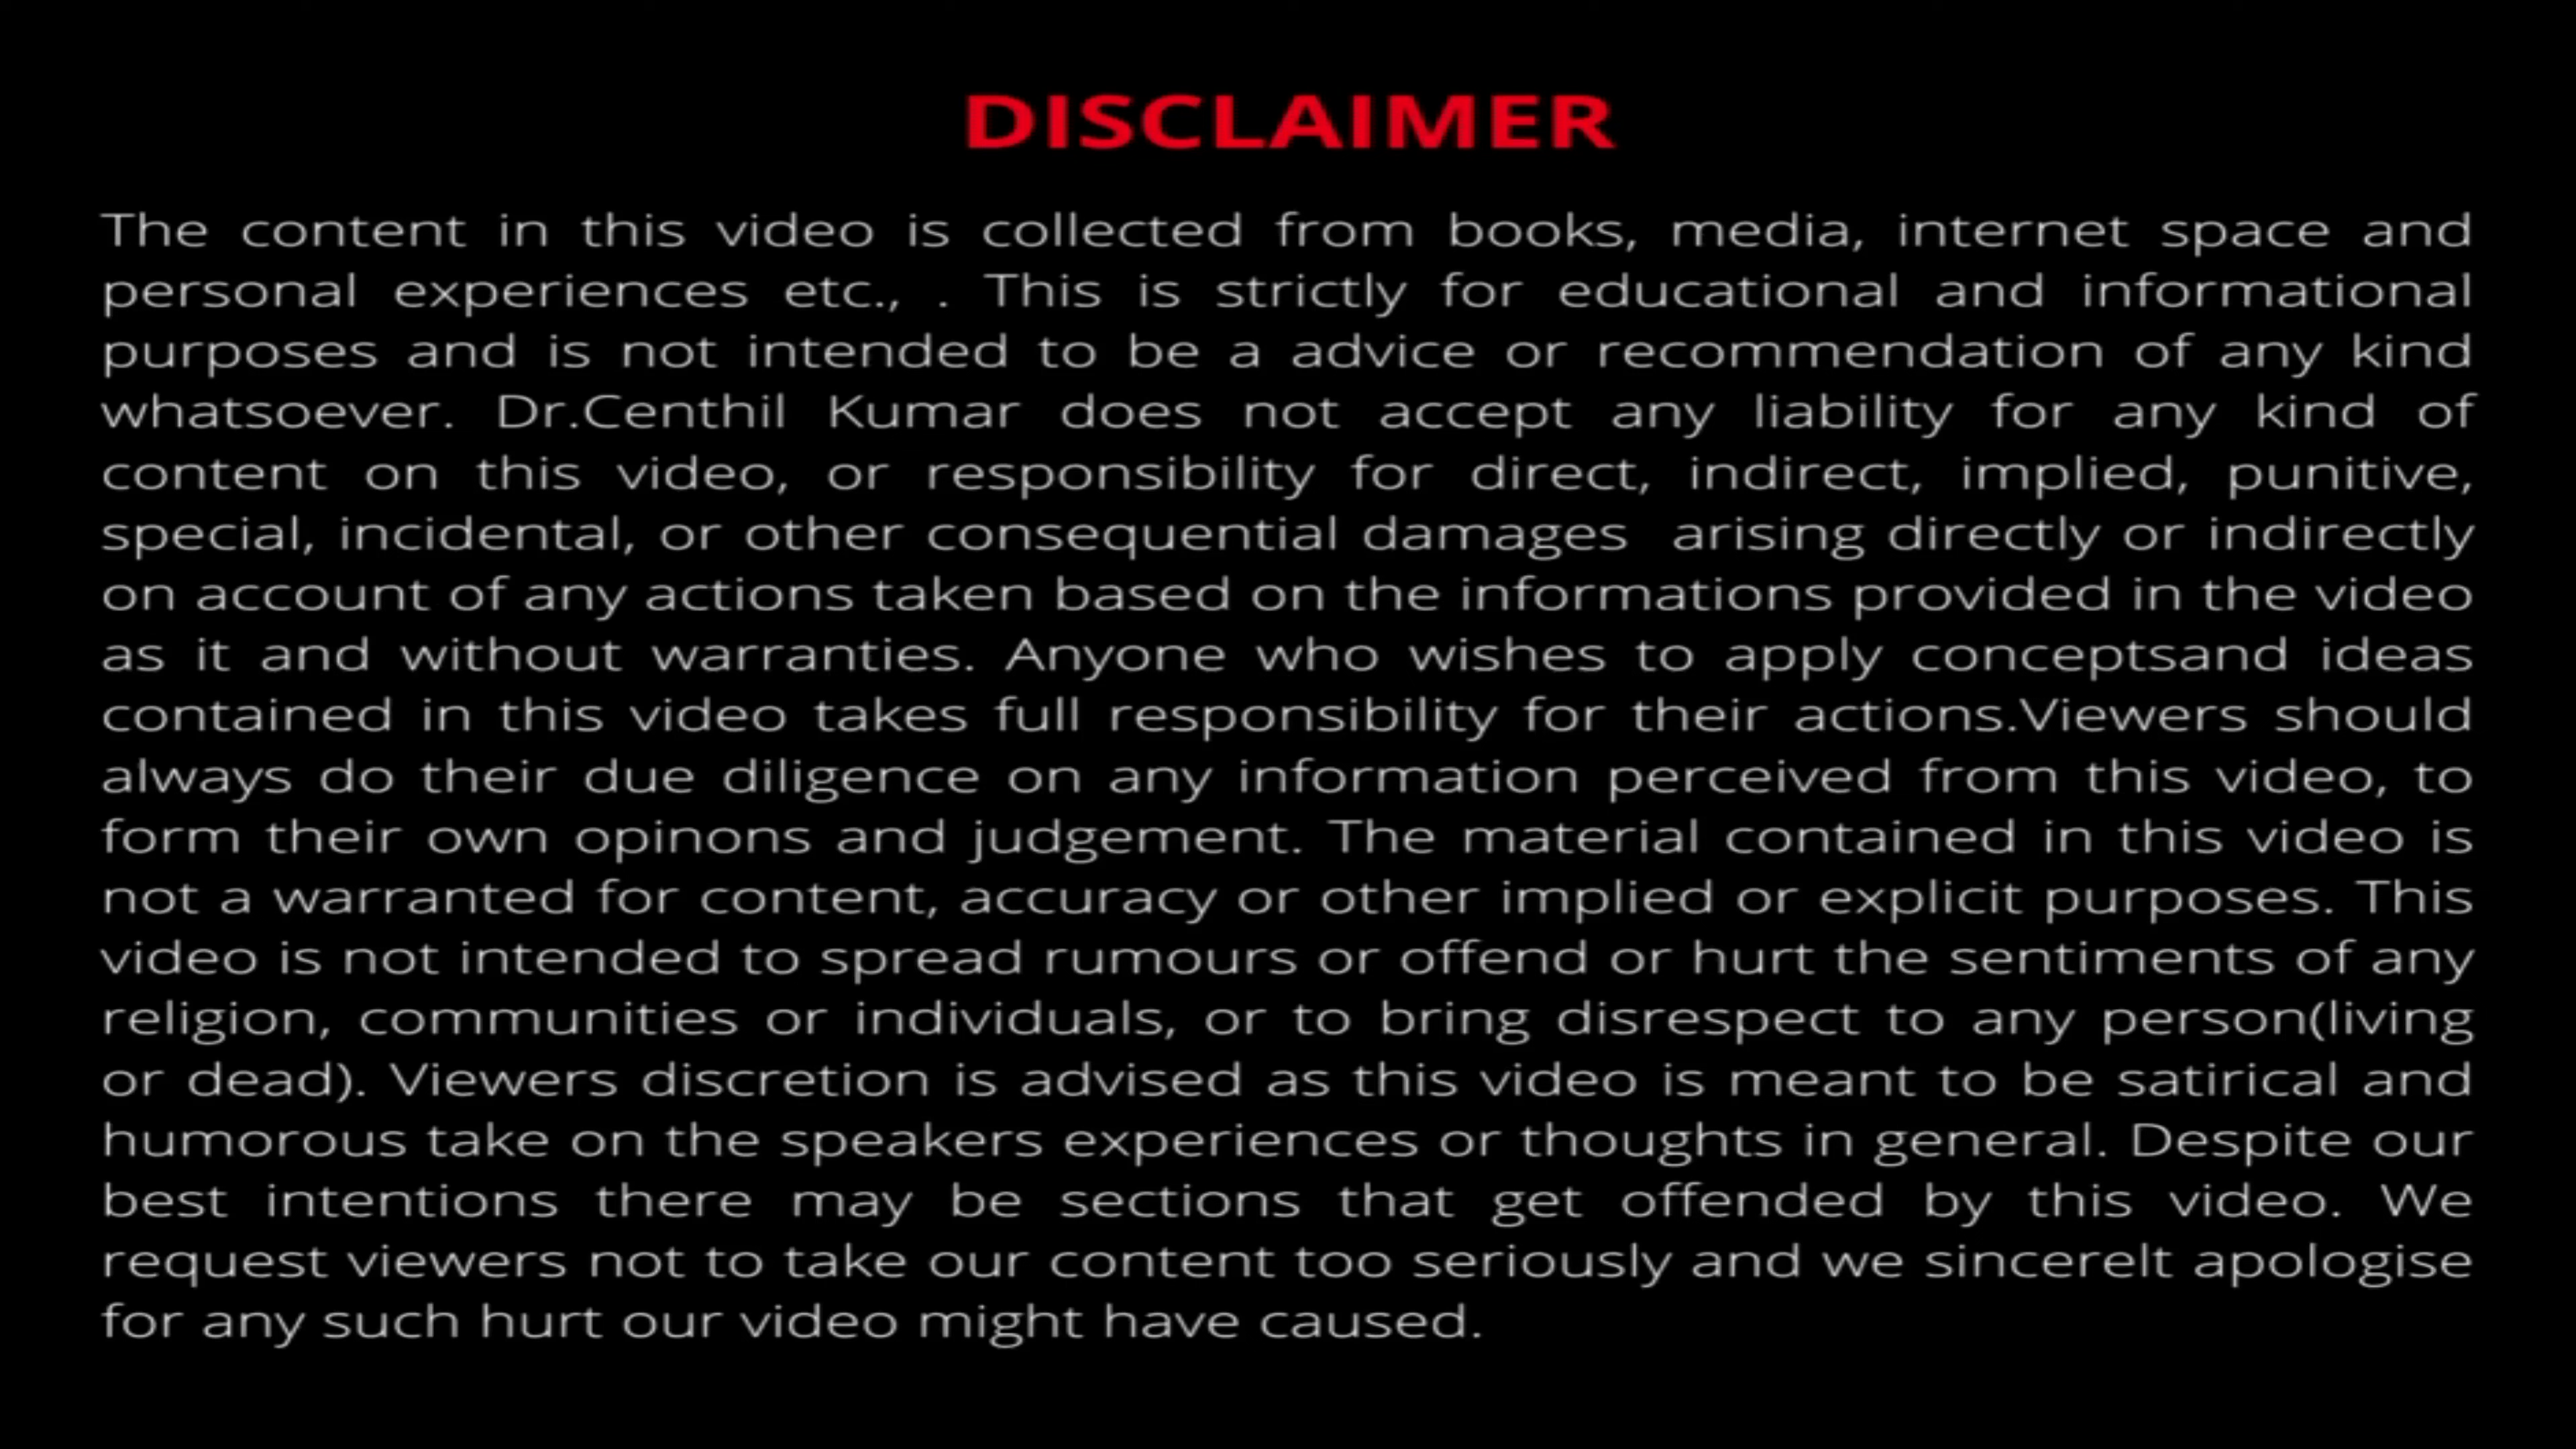 DISCLAIMER
The content in this video is collected from books, media, internet space and
personal experiences etc., . This is strictly for educational and informational
purposes and is not intended to be a advice or recommendation of any kind
whatsoever. Dr.Centhil Kumar does not accept any liability for any kind of
content on this video, or responsibility for direct, indirect, implied, punitive,
special, incidental, or other consequential damages  arising directly or indirectly
on account of any actions taken based on the informations provided in the video
as it and without warranties. Anyone who wishes to apply conceptsand ideas
contained in this video takes full responsibility for their actions.Viewers should
always do their due diligence on any information perceived from this video, to
form their own opinons and judgement. The material contained in this video is
not a warranted for content, accuracy or other implied or explicit purposes. This
video is not intended to spread rumours or offend or hurt the sentiments of any
religion, communities or individuals, or to bring disrespect to any person(living
or dead). Viewers discretion is advised as this video is meant to be satirical and
humorous take on the speakers experiences or thoughts in general. Despite our
best intentions there may be sections that get offended by this video. We
request viewers not to take our content too seriously and we sincerelt apologise
for any such hurt our video might have caused.